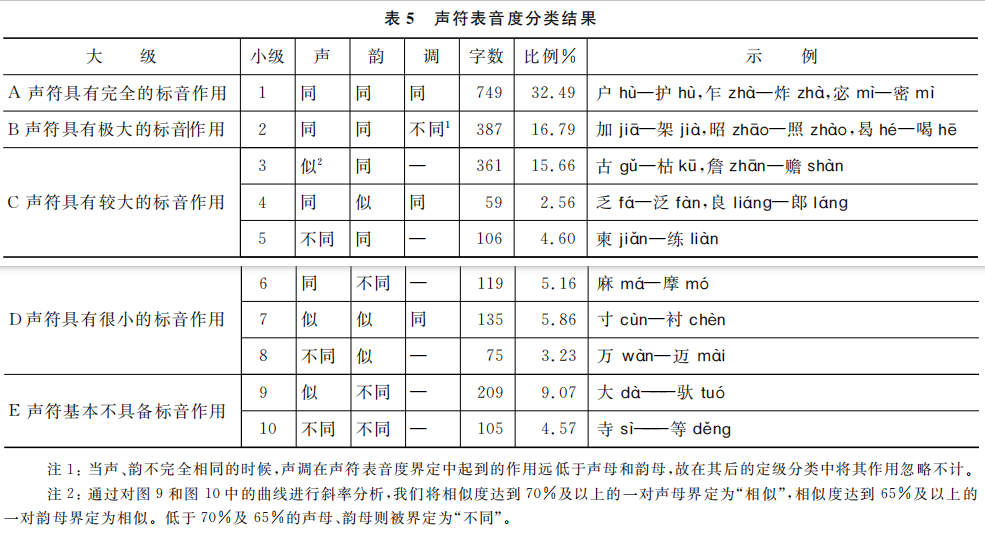 表 5 声符表音度分类结果
大 级 小级 声 韵 调 字数 比例% 示 例
A 声符具有完全的标音作用 1 同 同 同 749 32.49 户 hù—护 hù,乍 zhà—炸 zhà,宓 mì—密 mì
B 声符具有极大的标音作用 2 同 同 不同1 387 16.79 加 jiā—架 jià,昭 zhāo—照 zhào,曷 hé—喝 hē
3 似2 同 — 361 15.66 古 gǔ—枯 kū,詹 zhān—赡 shàn
C 声符具有较大的标音作用 4 同 似 同 59 2.56 乏 fá—泛 fàn,良 liáng—郎 láng
5 不同 同 — 106 4.60 柬 jiǎn—练 liàn
6 同 不同 — 119 5.16 麻 má—摩 mó
D 声符具有很小的标音作用 7 似 似 同 135 5.86 寸 cùn—衬 chèn
8 不同 似 — 75 3.23 万 wàn—迈 mài
9 似 不同 — 209 9.07 大 dà——驮 tuó
E 声符基本不具备标音作用
10 不同 不同 — 105 4.57 寺 sì——等 děng
注 1: 当声、韵不完全相同的时候,声调在声符表音度界定中起到的作用远低于声母和韵母,故在其后的定级分类中将其作用忽略不计。
注 2: 通过对图 9 和图 10 中的曲线进行斜率分析,我们将相似度达到 70%及以上的一对声母界定为“相似”,相似度达到 65%及以上的
一对韵母界定为相似。低于 70%及 65%的声母、韵母则被界定为“不同”。